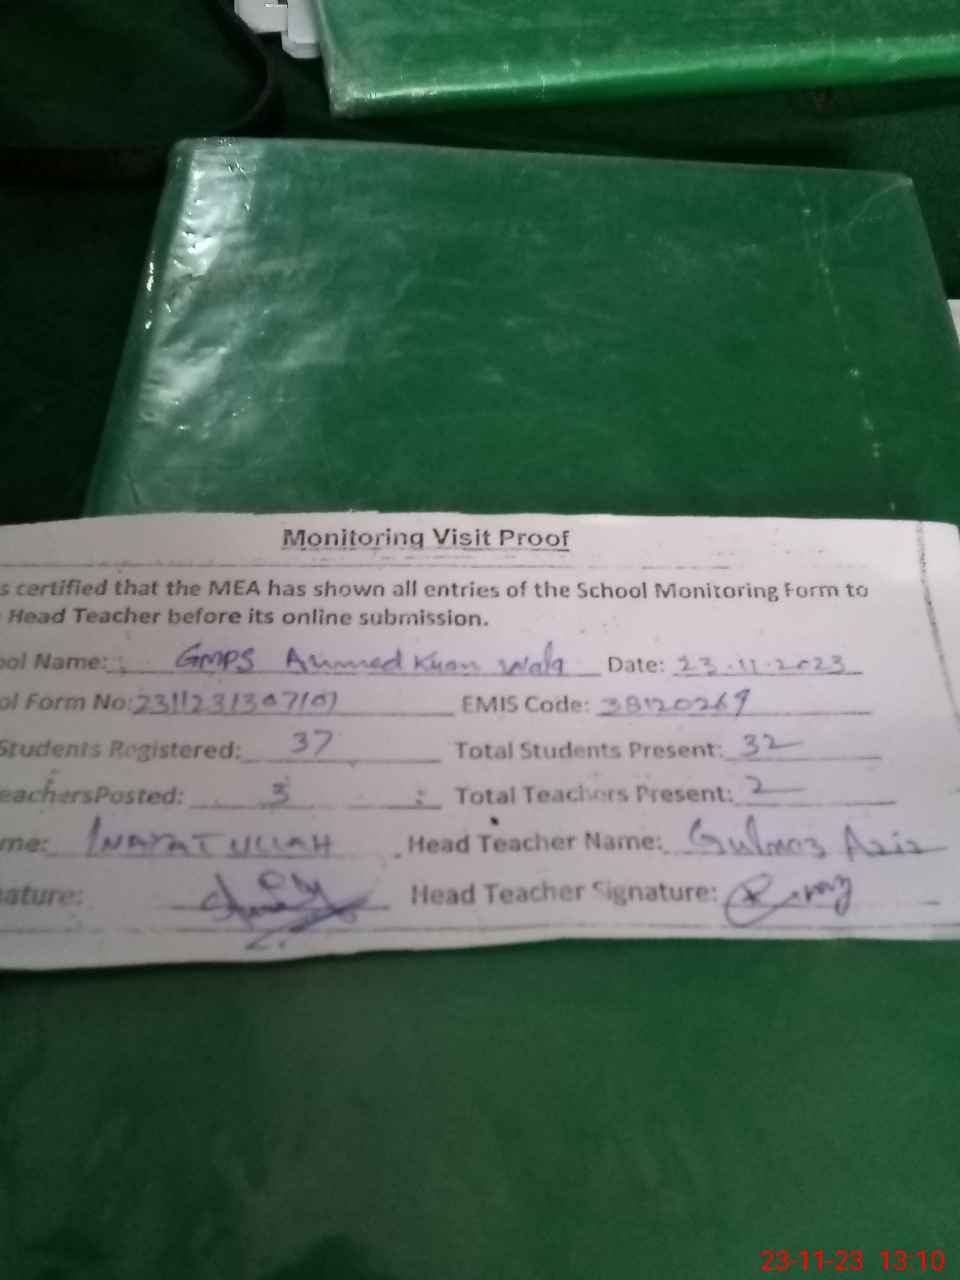 Monitoring Visit Proof
s certified that the MEA has shown all entries of the School Monitoring Form to
Head Teacher before its online submission.
ool Name: GMPS Ahmed Khan wala Date: 23.11.2023
ol Form No: 2311231307101 EMIS Code: 38120269
Students Registered: 37 Total Students Present: 32
eachersPosted: 3 Total Teachers Present: 2
me: INAYAT ULLAH Head Teacher Name: Gulnaz Aziz
nature: Head Teacher Signature:
23-11-23 13:10